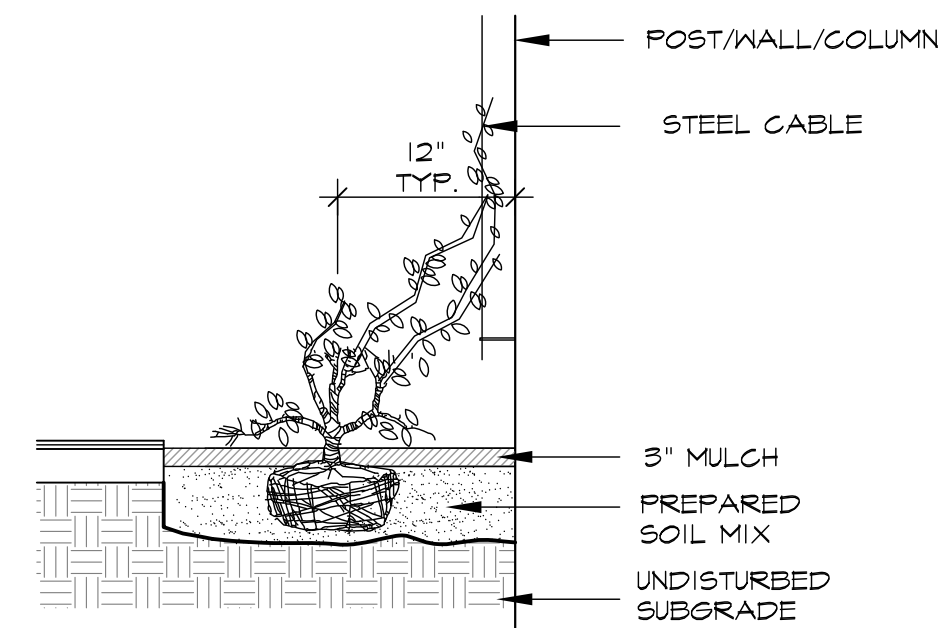 POST/WALL/COLUMN
STEEL CABLE
12"
TYP.
3" MULCH
PREPARED
SOIL MIX
UNDISTURBED
SUBGRADE